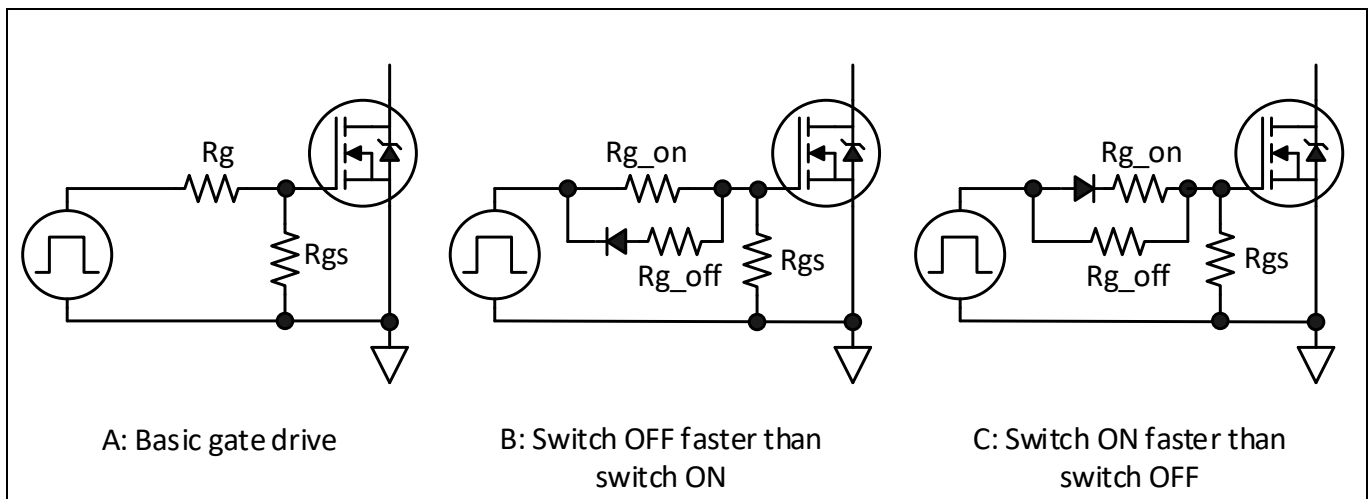 Rg
Rgs
A: Basic gate drive
Rg_on
Rg_off
Rgs
B: Switch OFF faster than
switch ON
Rg_on
Rg_off
Rgs
C: Switch ON faster than
switch OFF